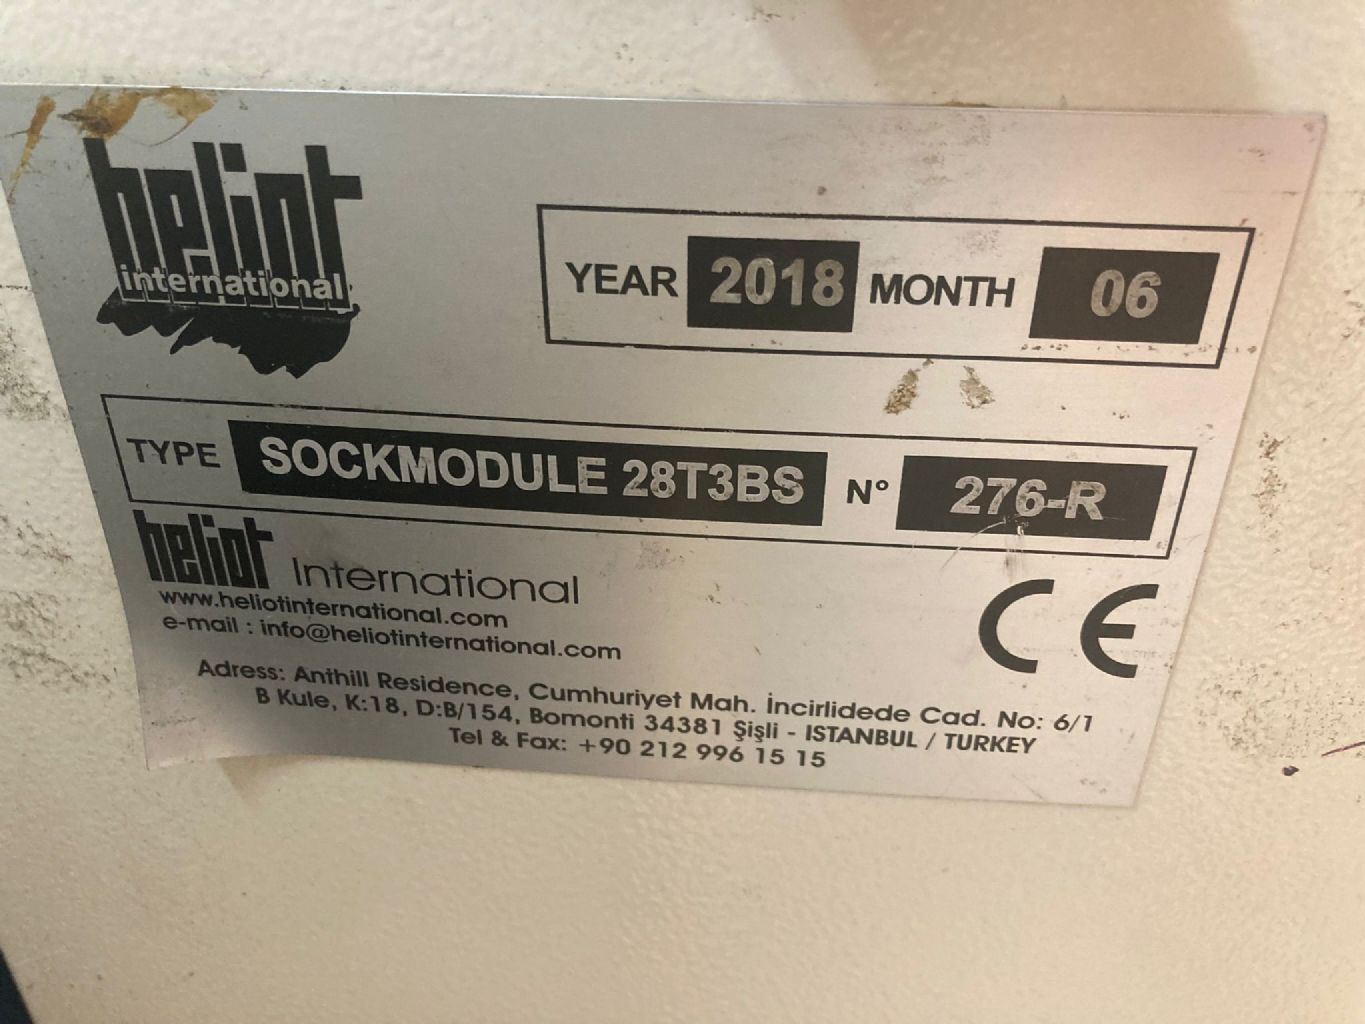 heliot
international
YEAR 2018 MONTH 06
TYPE SOCKMODULE 28T3BS N° 276-R
heliot International
www.heliotinternational.com
e-mail : info@heliotinternational.com
Adress: Anthill Residence, Cumhuriyet Mah. İncirlidede Cad. No: 6/1
B Kule, K:18, D:B/154, Bomonti 34381 Şişli - ISTANBUL / TURKEY
Tel & Fax: +90 212 996 15 15
CE